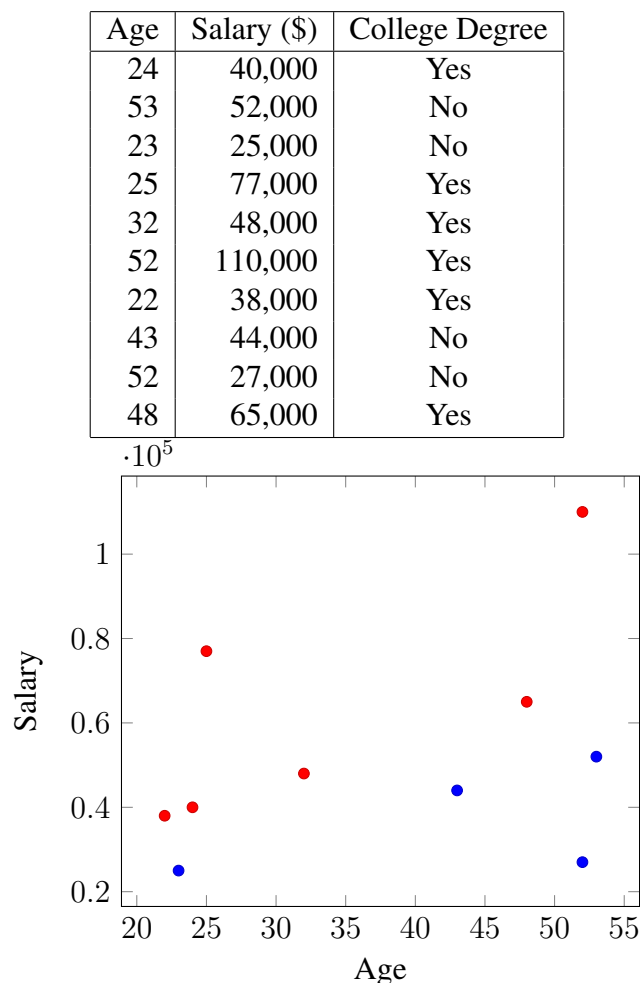 Age Salary ($) College Degree
24 40,000 Yes
53 52,000 No
23 25,000 No
25 77,000 Yes
32 48,000 Yes
52 110,000 Yes
22 38,000 Yes
43 44,000 No
52 27,000 No
48 65,000 Yes
·10⁵
1
0.8
0.6
0.4
0.2
Salary
20 25 30 35 40 45 50 55
Age